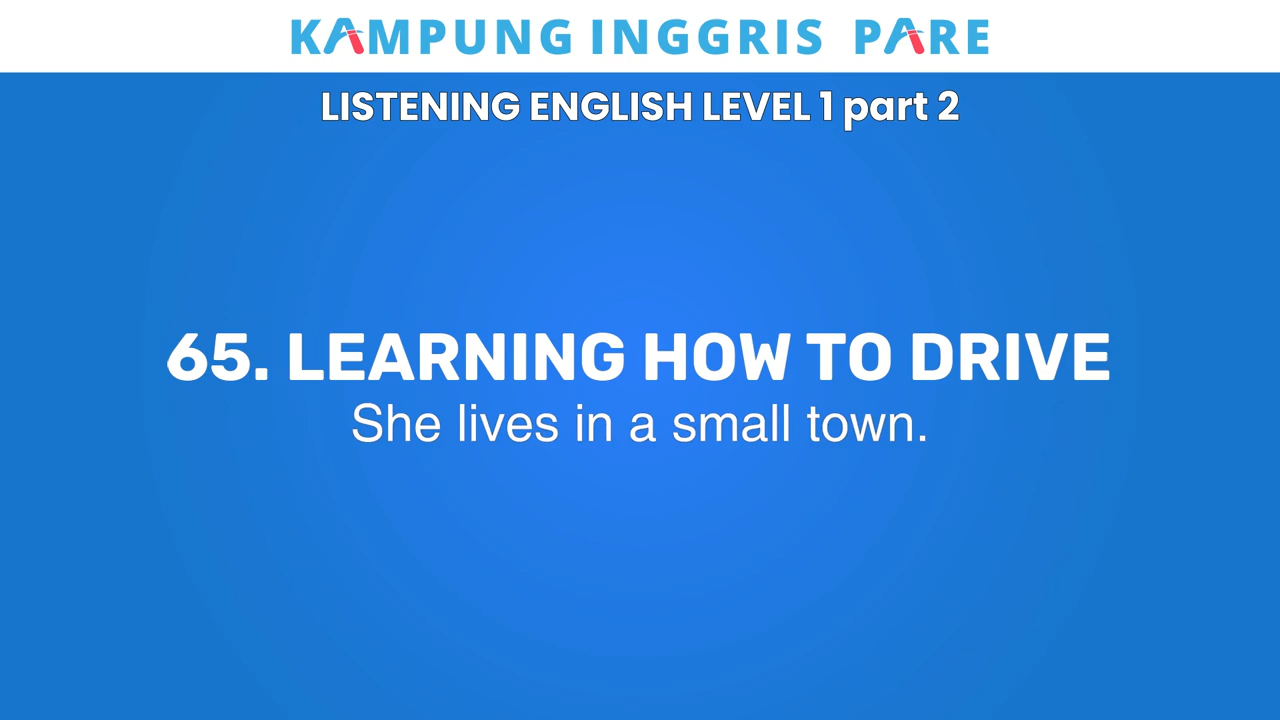 KAMPUNG INGGRIS PARE
LISTENING ENGLISH LEVEL 1 part 2
65. LEARNING HOW TO DRIVE
She lives in a small town.